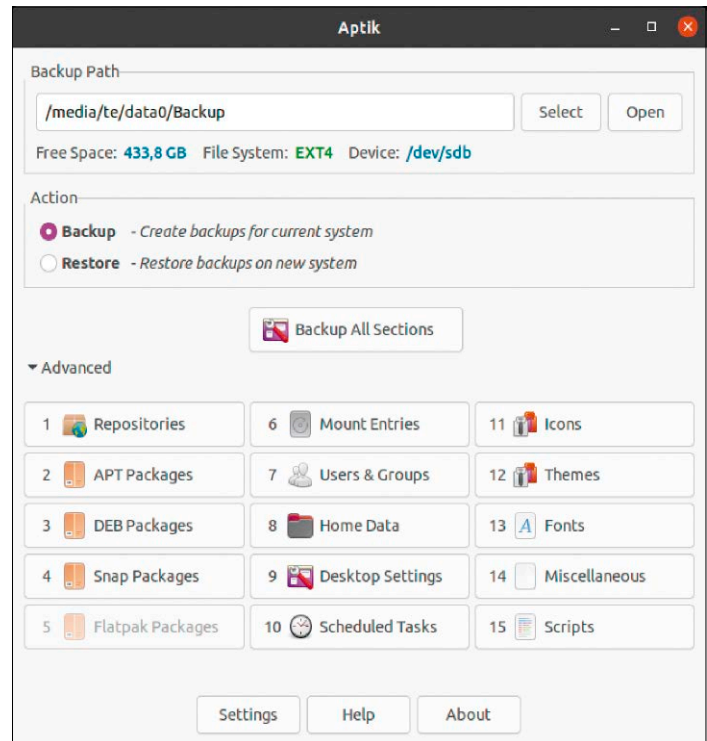 Aptik
Backup Path
/media/te/data0/Backup Select Open
Free Space: 433,8 GB File System: EXT4 Device: /dev/sdb
Action
Backup - Create backups for current system
Restore - Restore backups on new system
Backup All Sections
Advanced
1 Repositories 6 Mount Entries 11 Icons
2 APT Packages 7 Users & Groups 12 Themes
3 DEB Packages 8 Home Data 13 A Fonts
4 Snap Packages 9 Desktop Settings 14 Miscellaneous
5 Flatpak Packages 10 Scheduled Tasks 15 Scripts
Settings Help About